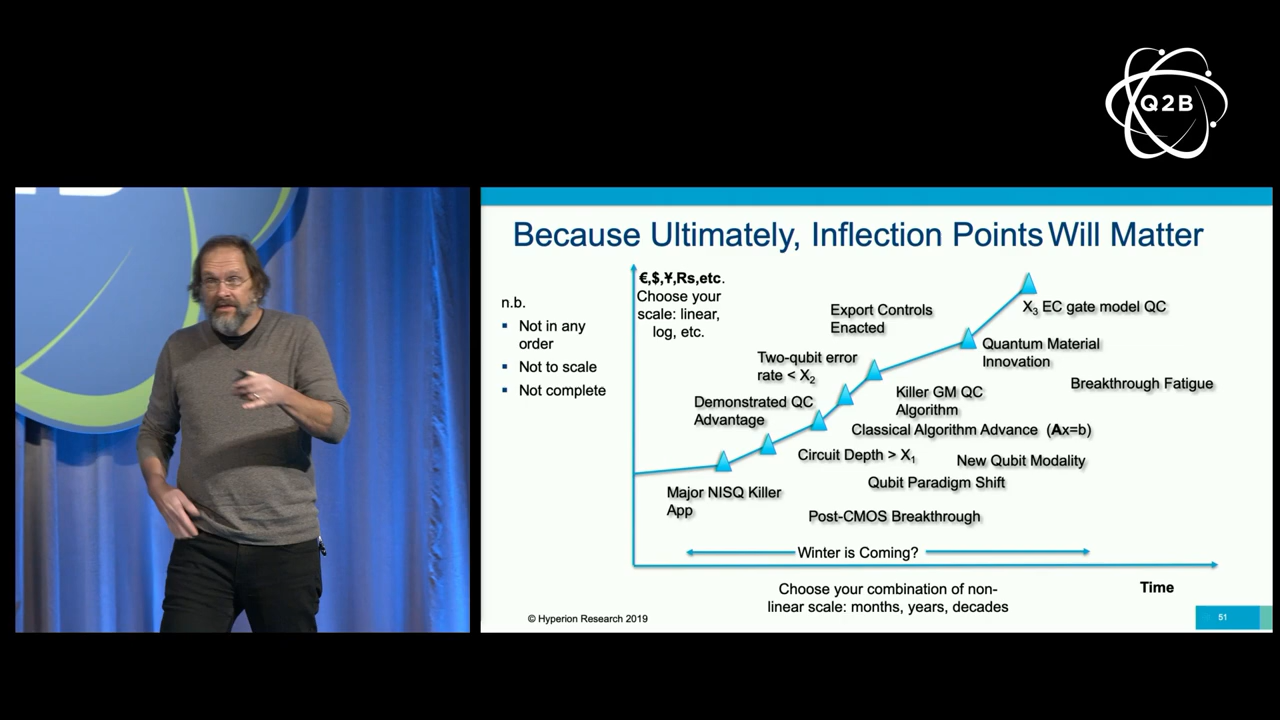 Q2B
Because Ultimately, Inflection Points Will Matter
n.b.
▪ Not in any
order
▪ Not to scale
▪ Not complete
€,$,¥,Rs,etc.
Choose your
scale: linear,
log, etc.
Export Controls
Enacted
X₃ EC gate model QC
Quantum Material
Innovation
Two-qubit error
rate < X₂
Breakthrough Fatigue
Killer GM QC
Algorithm
Demonstrated QC
Advantage
Classical Algorithm Advance (Ax=b)
Circuit Depth > X₁
New Qubit Modality
Qubit Paradigm Shift
Major NISQ Killer
App
Post-CMOS Breakthrough
Winter is Coming?
Time
Choose your combination of non-
linear scale: months, years, decades
© Hyperion Research 2019
51